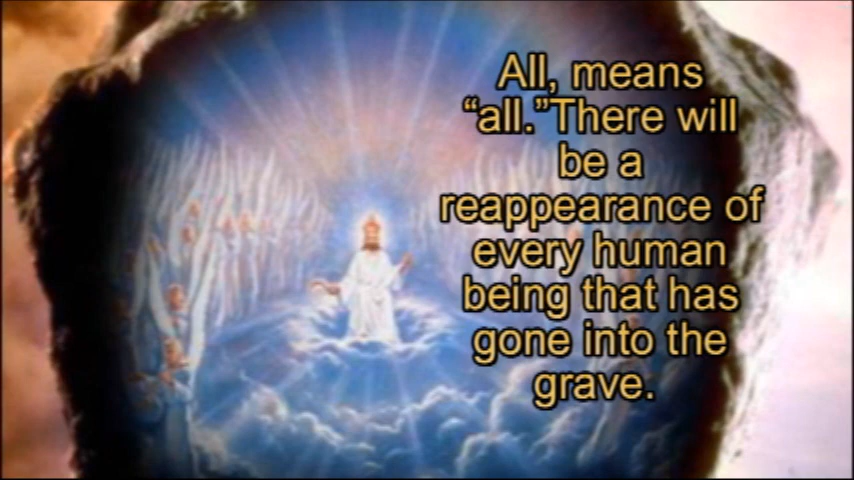 All, means
“all.”There will
be a
reappearance of
every human
being that has
gone into the
grave.